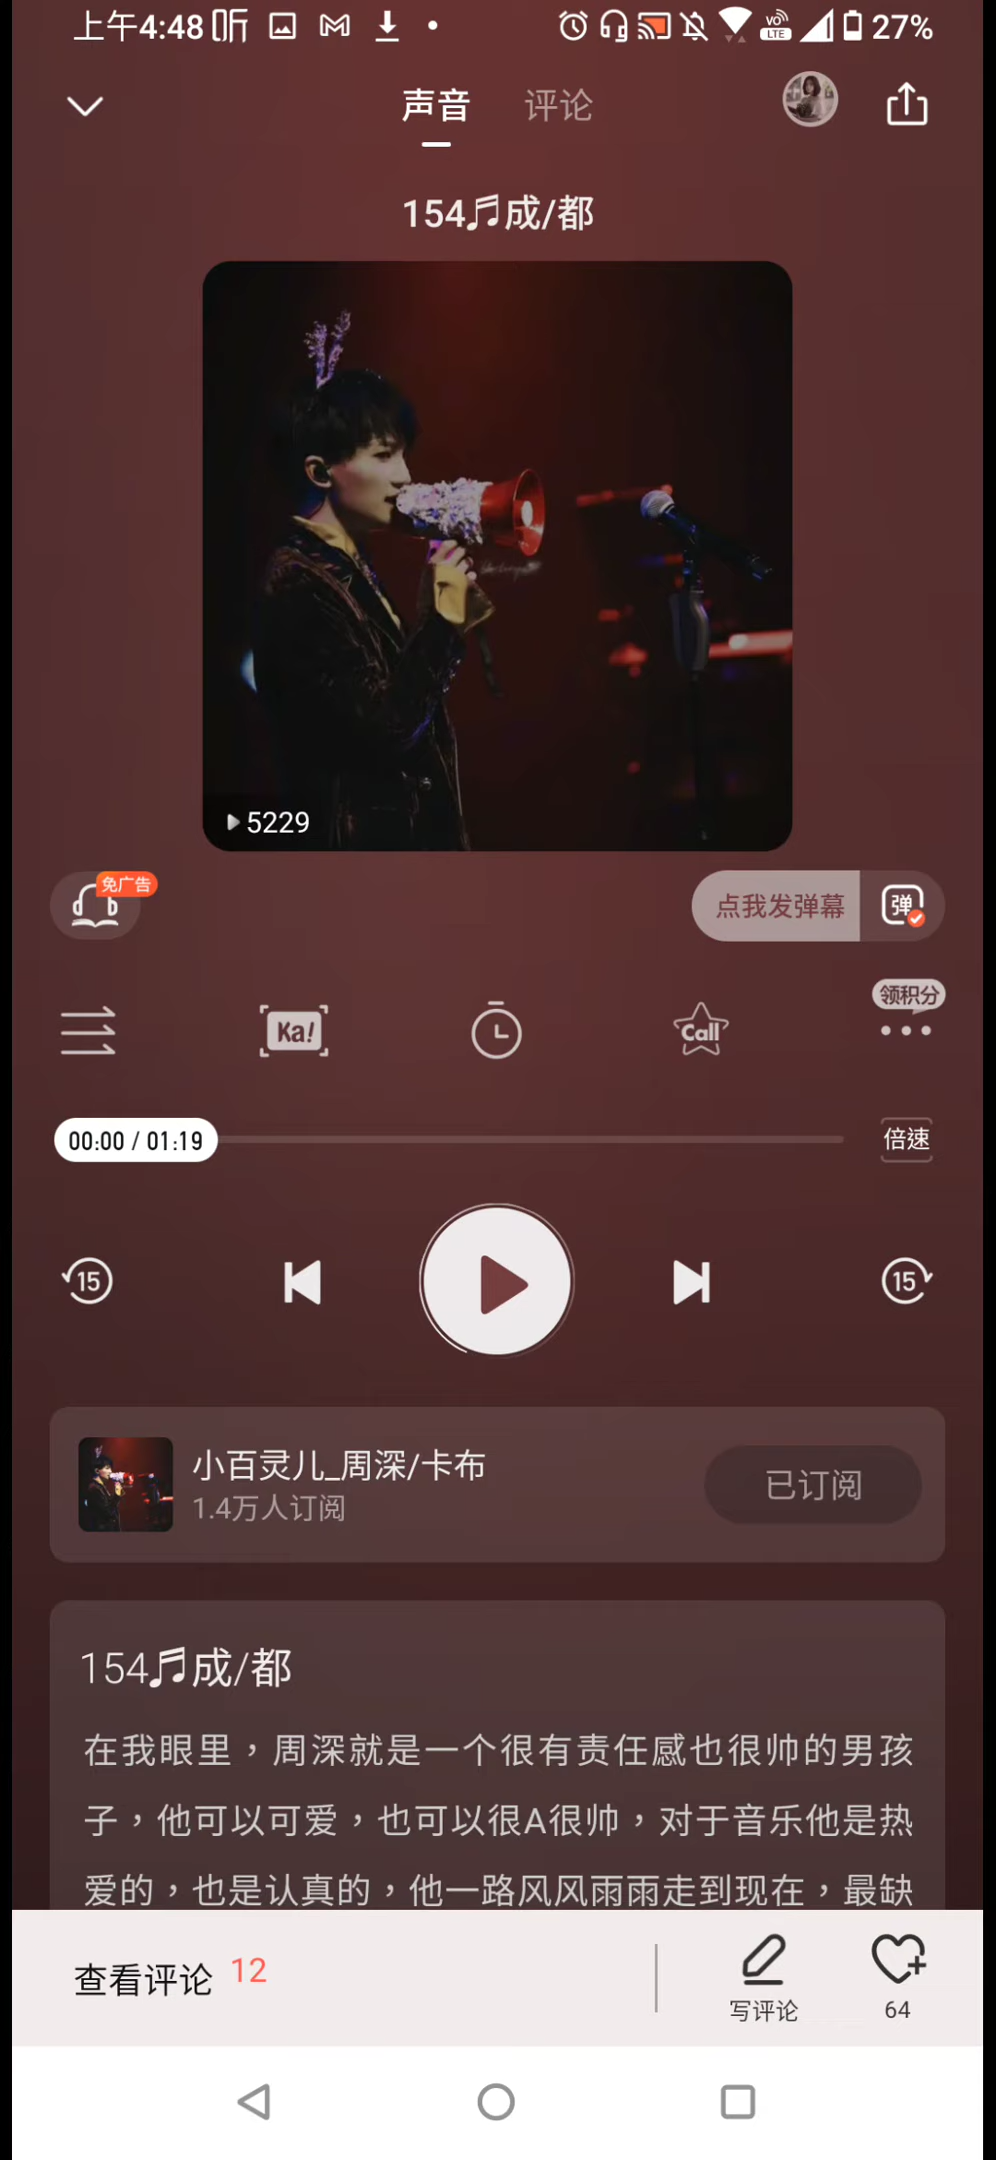 上午4:48 听 27%
声音 评论
154♬成/都
5229
免广告
点我发弹幕 弹
Ka! Call 领积分
00:00 / 01:19 倍速
15 15
小百灵儿_周深/卡布
1.4万人订阅
已订阅
154♬成/都
在我眼里，周深就是一个很有责任感也很帅的男孩
子，他可以可爱，也可以很A很帅，对于音乐他是热
爱的，也是认真的，他一路风风雨雨走到现在，最缺
查看评论 12
写评论 64